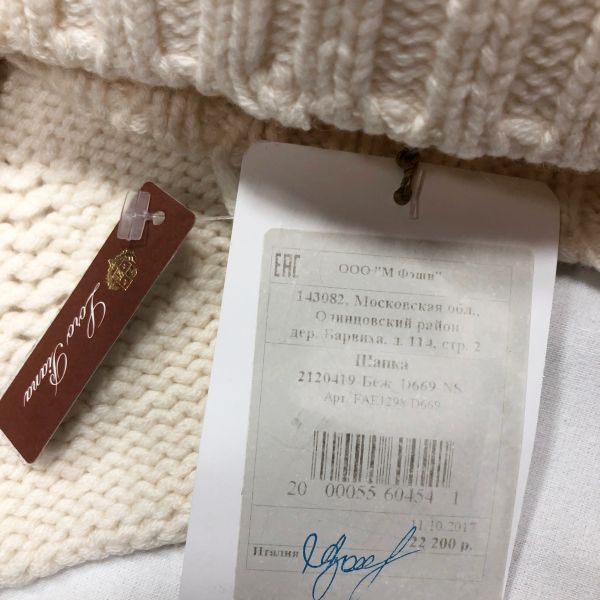 Loro Piana
EAC
ООО "М Фэшн"
143082, Московская обл.,
Одинцовский район
дер. Барвиха, д. 114, стр. 2
Шапка
2120419 Беж. D669 NS
Арт. FAE1298 D669
20 00055 60454 1
11.10.2017
22 200 р.
Италия